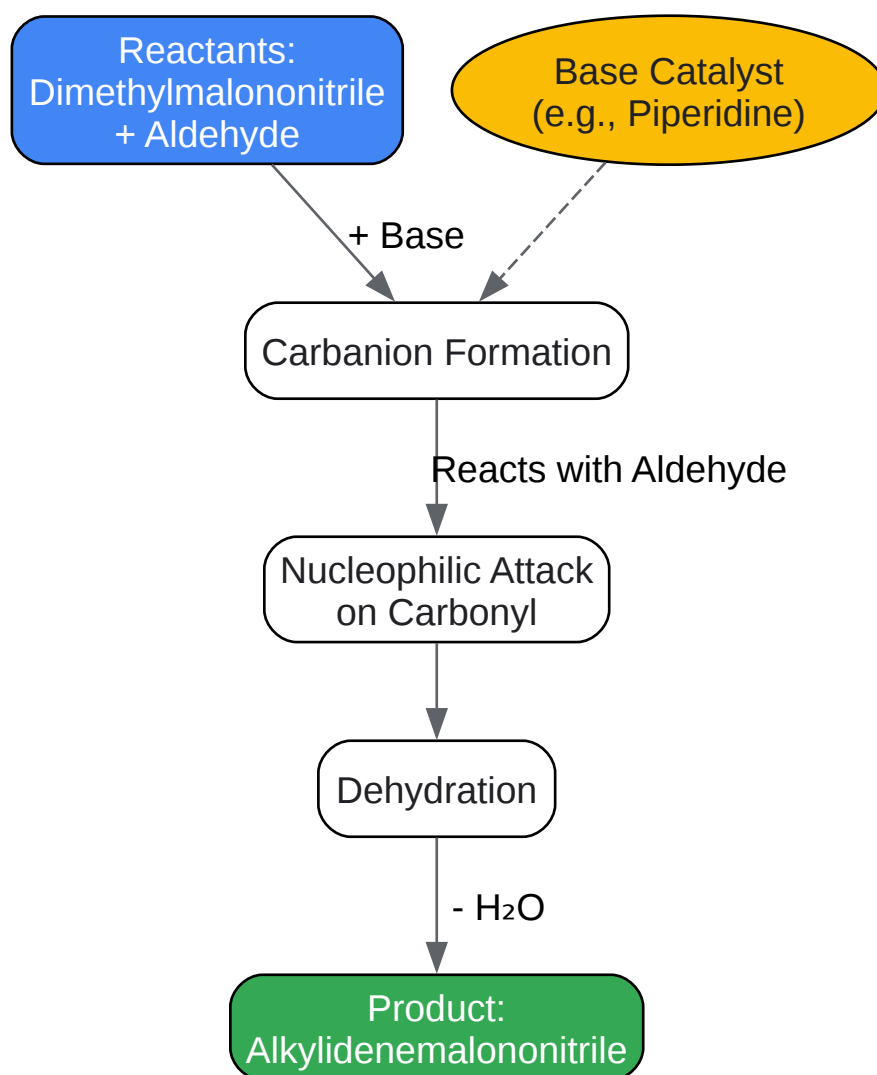 Reactants:
Dimethylmalononitrile
+ Aldehyde
Base Catalyst
(e.g., Piperidine)
+ Base
Carbanion Formation
Reacts with Aldehyde
Nucleophilic Attack
on Carbonyl
Dehydration
- H₂O
Product:
Alkylidenemalononitrile